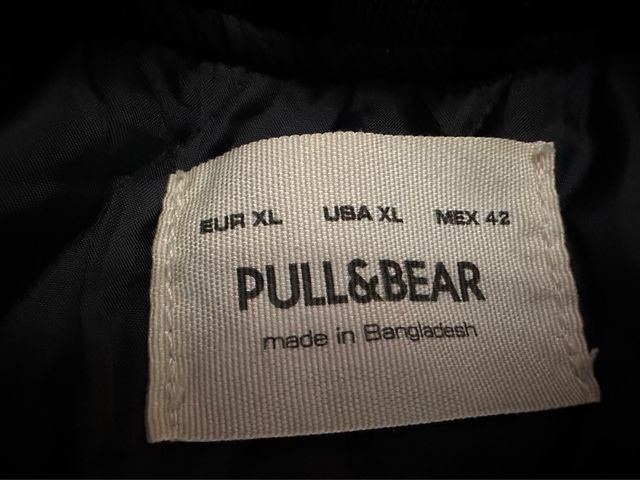 EUR XL USA XL MEX 42
PULL&BEAR
made in Bangladesh